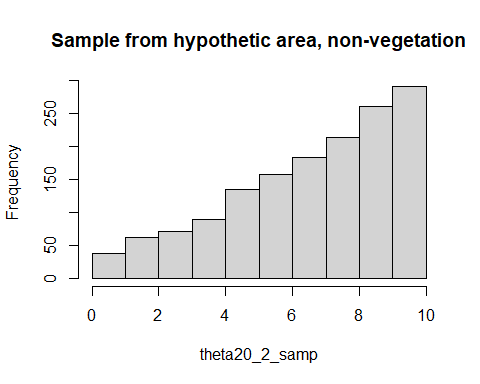 Sample from hypothetic area, non-vegetation
Frequency
250
150
50
0
0 2 4 6 8 10
theta20_2_samp